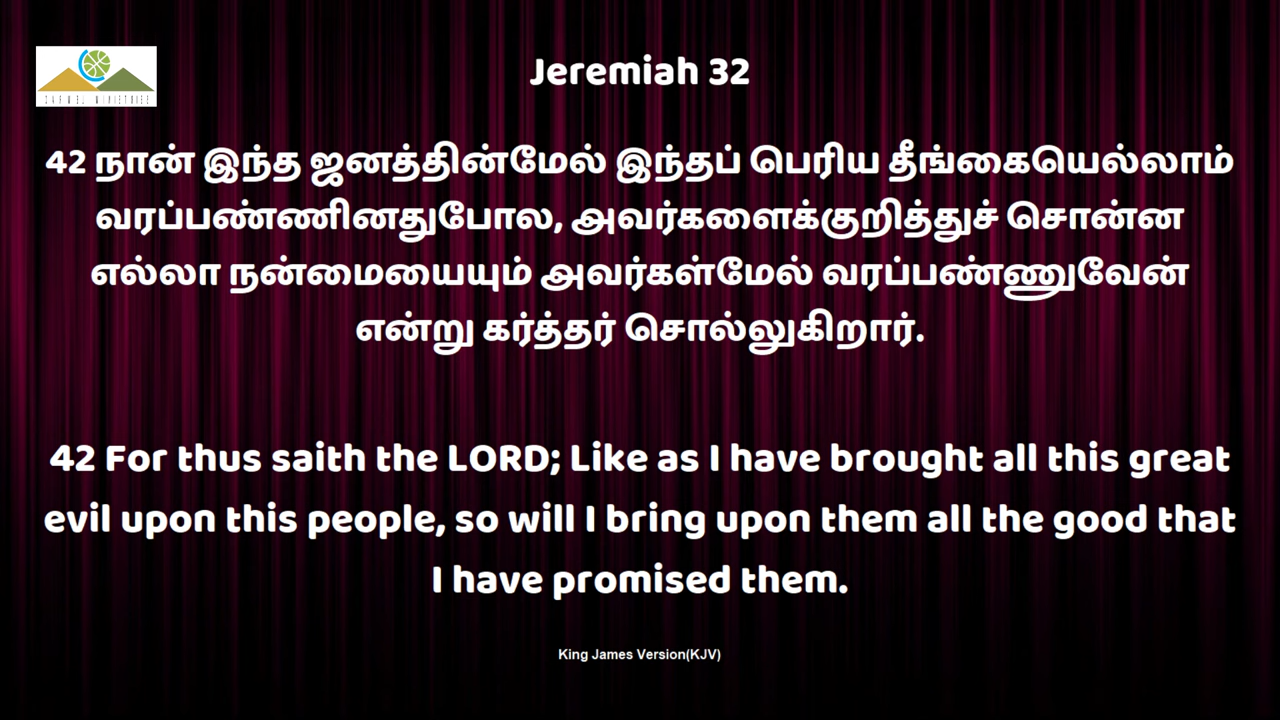 Jeremiah 32
42 நான் இந்த ஜனத்தின்மேல் இந்தப் பெரிய தீங்கையெல்லாம்
வரப்பண்ணினதுபோல, அவர்களைக்குறித்துச் சொன்ன
எல்லா நன்மையையும் அவர்கள்மேல் வரப்பண்ணுவேன்
என்று கர்த்தர் சொல்லுகிறார்.
42 For thus saith the LORD; Like as I have brought all this great
evil upon this people, so will I bring upon them all the good that
I have promised them.
King James Version(KJV)